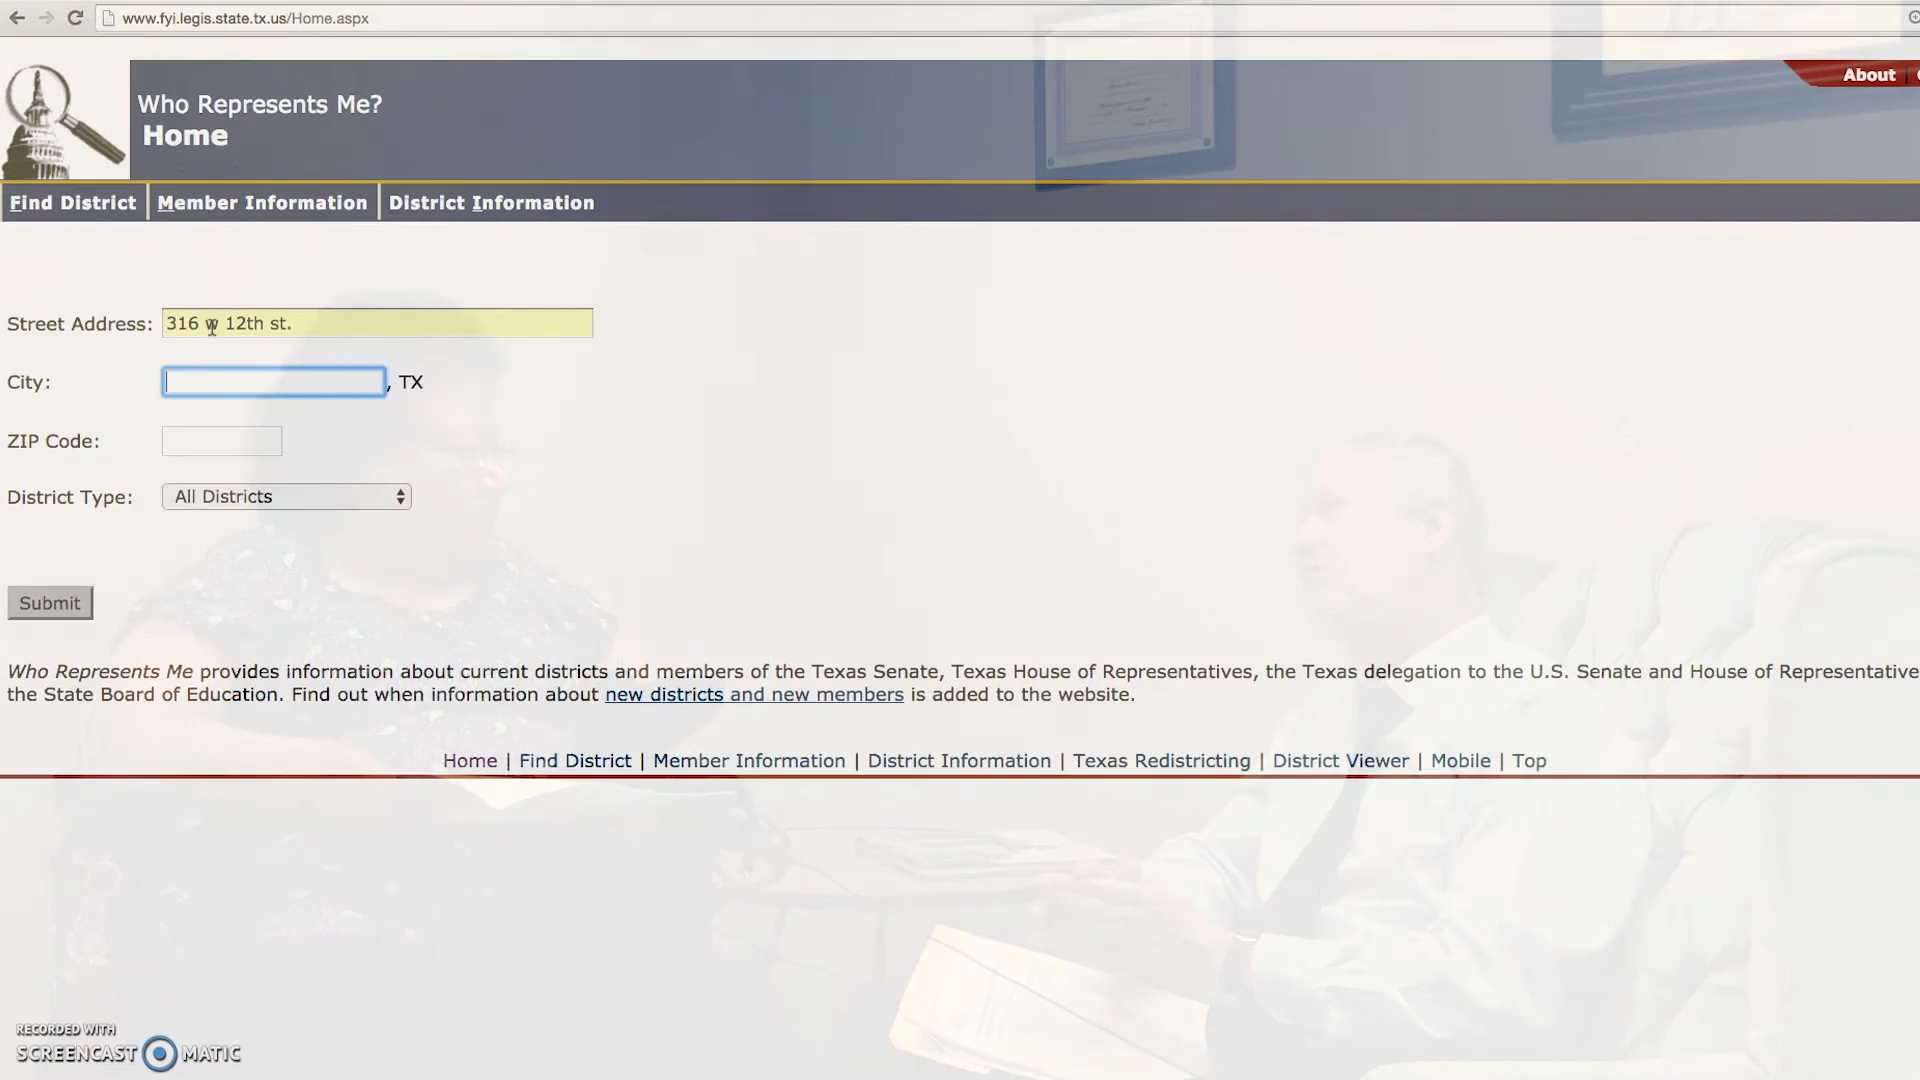 www.fyi.legis.state.tx.us/Home.aspx
About
Who Represents Me?
Home
Find District
Member Information
District Information
Street Address: 316 w 12th st.
City: , TX
ZIP Code:
District Type: All Districts
Submit
Who Represents Me provides information about current districts and members of the Texas Senate, Texas House of Representatives, the Texas delegation to the U.S. Senate and House of Representative
the State Board of Education. Find out when information about new districts and new members is added to the website.
Home | Find District | Member Information | District Information | Texas Redistricting | District Viewer | Mobile | Top
RECORDED WITH
SCREENCAST MATIC